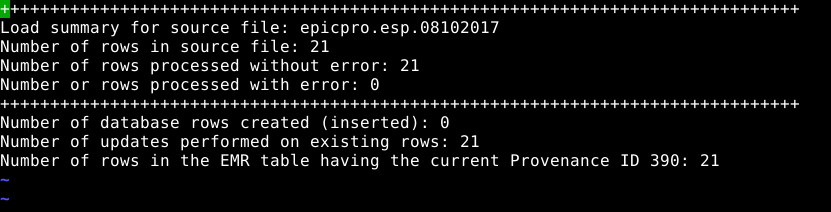 ++++++++++++++++++++++++++++++++++++++++++++++++++++++++++++++++++++++++++++++++
Load summary for source file: epicpro.esp.08102017
Number of rows in source file: 21
Number of rows processed without error: 21
Number or rows processed with error: 0
++++++++++++++++++++++++++++++++++++++++++++++++++++++++++++++++++++++++++++++++
Number of database rows created (inserted): 0
Number of updates performed on existing rows: 21
Number of rows in the EMR table having the current Provenance ID 390: 21
~
~